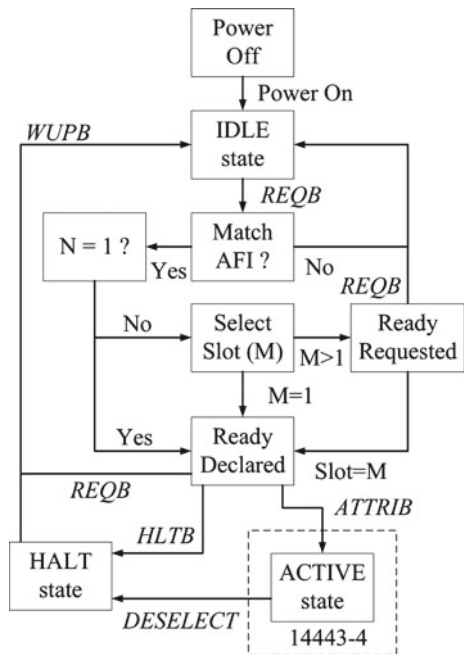 Power
Off
Power On
WUPB
IDLE
state
REQB
N = 1 ?
Match
AFI ?
Yes
No
REQB
No
Select
Slot (M)
M>1
Ready
Requested
M=1
Yes
Ready
Declared
Slot=M
REQB
ATTRIB
HLTB
HALT
state
ACTIVE
state
DESELECT
14443-4